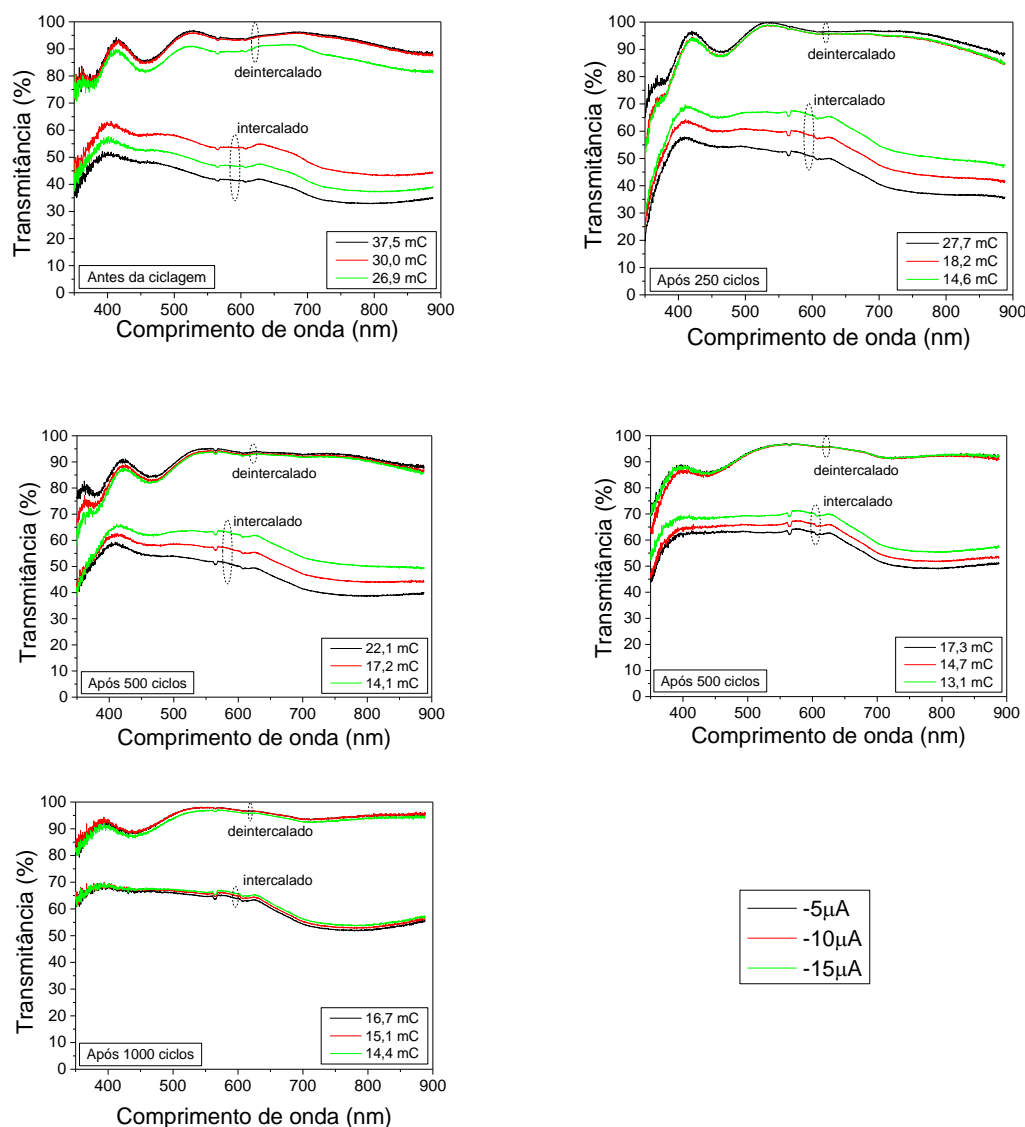 100
90
80
70
60
50
40
30
20
10
0
Transmitância (%)
deintercalado
intercalado
37,5 mC
30,0 mC
26,9 mC
Antes da ciclagem
400 500 600 700 800 900
Comprimento de onda (nm)
100
90
80
70
60
50
40
30
20
10
0
Transmitância (%)
deintercalado
intercalado
27,7 mC
18,2 mC
14,6 mC
Após 250 ciclos
400 500 600 700 800 900
Comprimento de onda (nm)
100
90
80
70
60
50
40
30
20
10
0
Transmitância (%)
deintercalado
intercalado
22,1 mC
17,2 mC
14,1 mC
Após 500 ciclos
400 500 600 700 800 900
Comprimento de onda (nm)
100
90
80
70
60
50
40
30
20
10
0
Transmitância (%)
deintercalado
intercalado
17,3 mC
14,7 mC
13,1 mC
Após 500 ciclos
400 500 600 700 800 900
Comprimento de onda (nm)
100
90
80
70
60
50
40
30
20
10
0
Transmitância (%)
deintercalado
intercalado
16,7 mC
15,1 mC
14,4 mC
Após 1000 ciclos
400 500 600 700 800 900
Comprimento de onda (nm)
-5μA
-10μA
-15μA